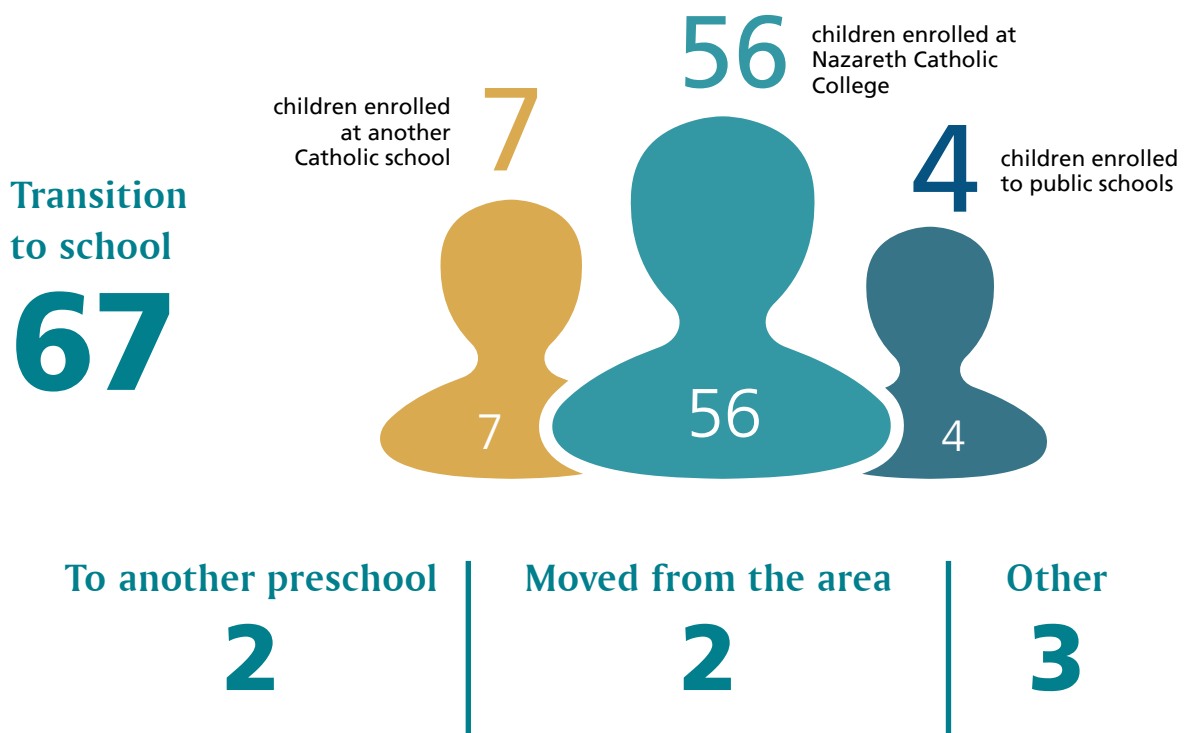 Transition
to school
67
children enrolled
at another
Catholic school
7
56
children enrolled at
Nazareth Catholic
College
4
children enrolled
to public schools
7
56
4
To another preschool
2
Moved from the area
2
Other
3